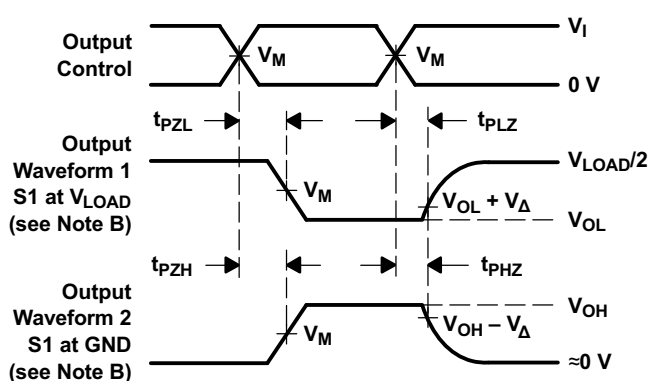 Output
Control
V_M
V_M
V_I
0 V
t_PZL
t_PLZ
Output
Waveform 1
S1 at V_LOAD
(see Note B)
V_M
V_LOAD/2
V_OL + V_Δ
V_OL
t_PZH
t_PHZ
Output
Waveform 2
S1 at GND
(see Note B)
V_M
V_OH
V_OH – V_Δ
≈0 V